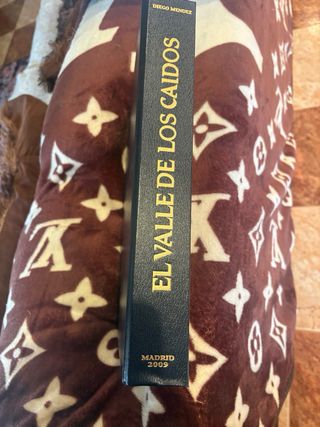 DIEGO MENDEZ
EL VALLE DE LOS CAIDOS
MADRID
2009